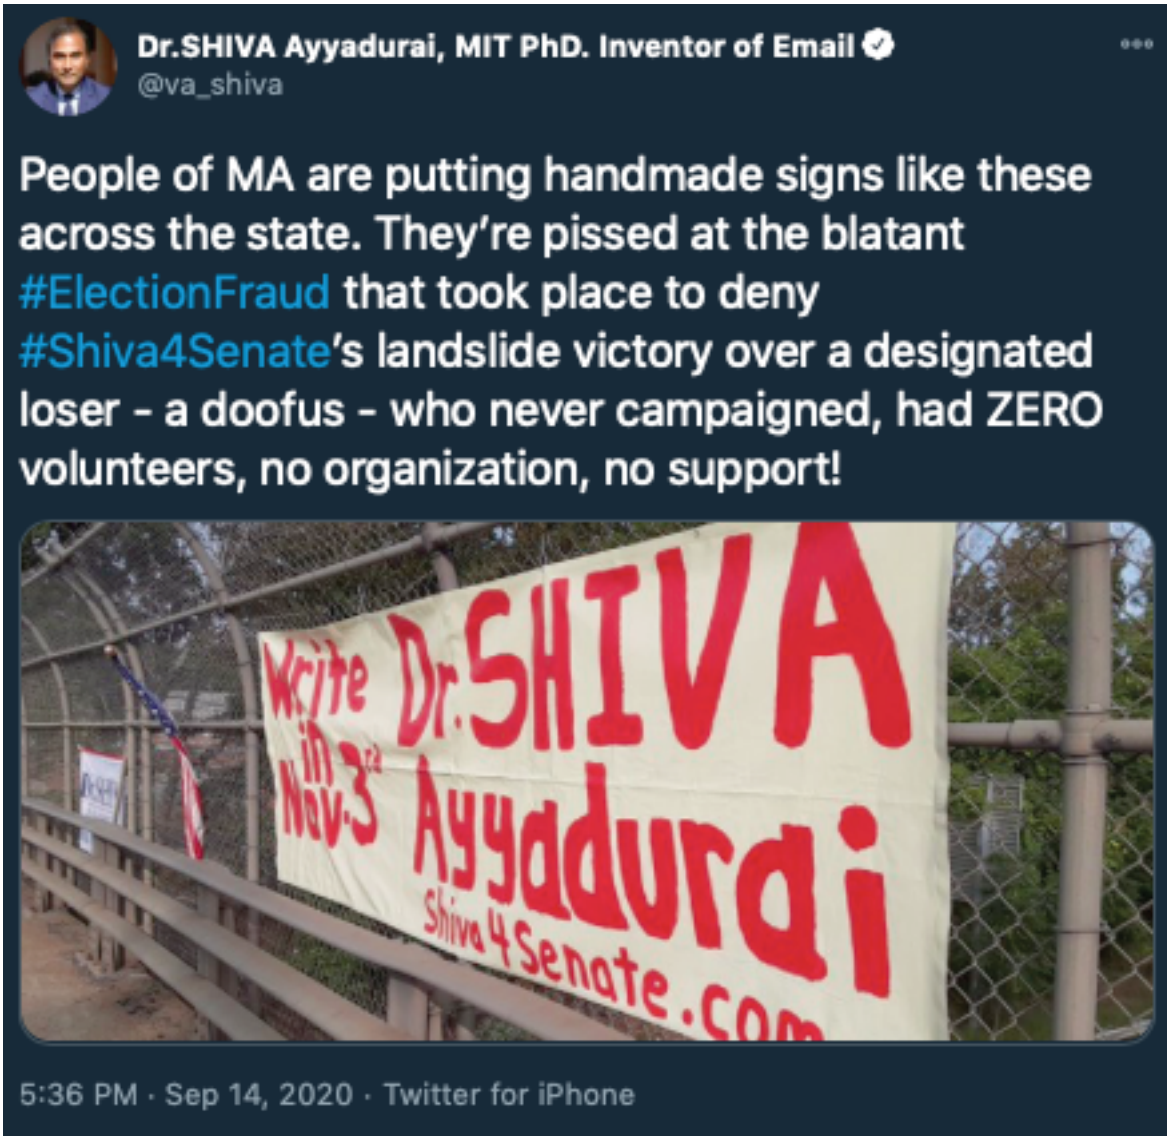 Dr.SHIVA Ayyadurai, MIT PhD. Inventor of Email
@va_shiva
People of MA are putting handmade signs like these
across the state. They're pissed at the blatant
#ElectionFraud that took place to deny
#Shiva4Senate's landslide victory over a designated
loser - a doofus - who never campaigned, had ZERO
volunteers, no organization, no support!
Write Dr.SHIVA
in
Nov.3rd Ayyadurai
Shiva4Senate.com
5:36 PM · Sep 14, 2020 · Twitter for iPhone